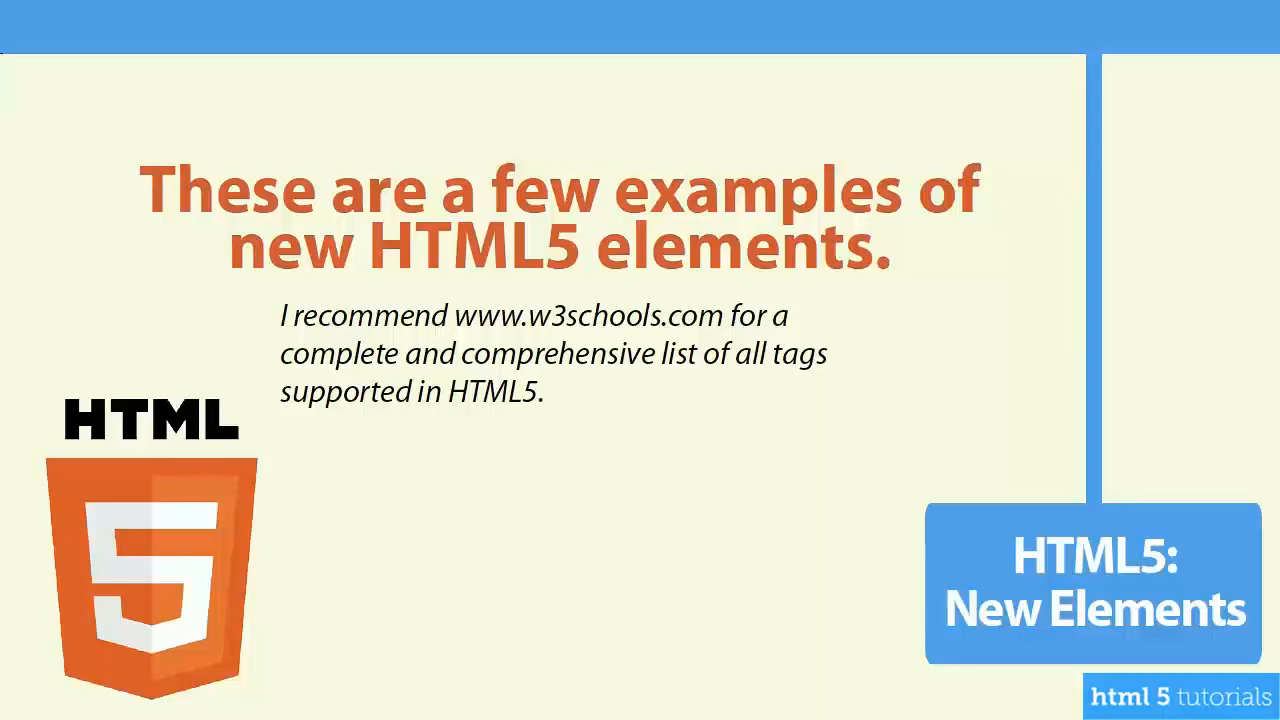 These are a few examples of
new HTML5 elements.
I recommend www.w3schools.com for a
complete and comprehensive list of all tags
supported in HTML5.
HTML
5
HTML5:
New Elements
html 5 tutorials